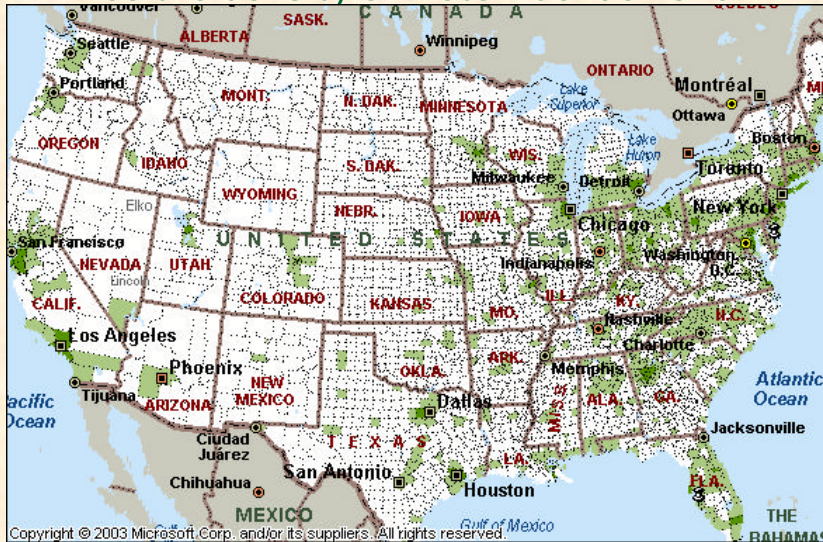 Vancouver
CANADA
SASK.
ALBERTA
Seattle
Winnipeg
ONTARIO
Portland
MONT.
N. DAK.
MINNESOTA
Lake
Superior
Montréal
Ottawa
OREGON
IDAHO
S. DAK.
WIS.
Lake
Huron
Boston
Toronto
WYOMING
Milwaukee
Detroit
NEBR.
IOWA
New York
Elko
Chicago
3
San Francisco
UNITED STATES
Washington,
D.C.
NEVADA
UTAH
Indianapolis
Lincoln
COLORADO
KANSAS
MO.
ILL.
KY.
CALIF.
Nashville
N.C.
Los Angeles
Charlotte
OKLA.
ARK.
Memphis
Phoenix
NEW
MEXICO
Atlantic
Ocean
Pacific
Ocean
Tijuana
ARIZONA
Dallas
MISS.
ALA.
GA.
Ciudad
Juárez
TEXAS
Jacksonville
LA.
San Antonio
Chihuahua
Houston
FLA.
3
MEXICO
Gulf of Mexico
THE
BAHAMAS
Copyright © 2003 Microsoft Corp. and/or its suppliers. All rights reserved.